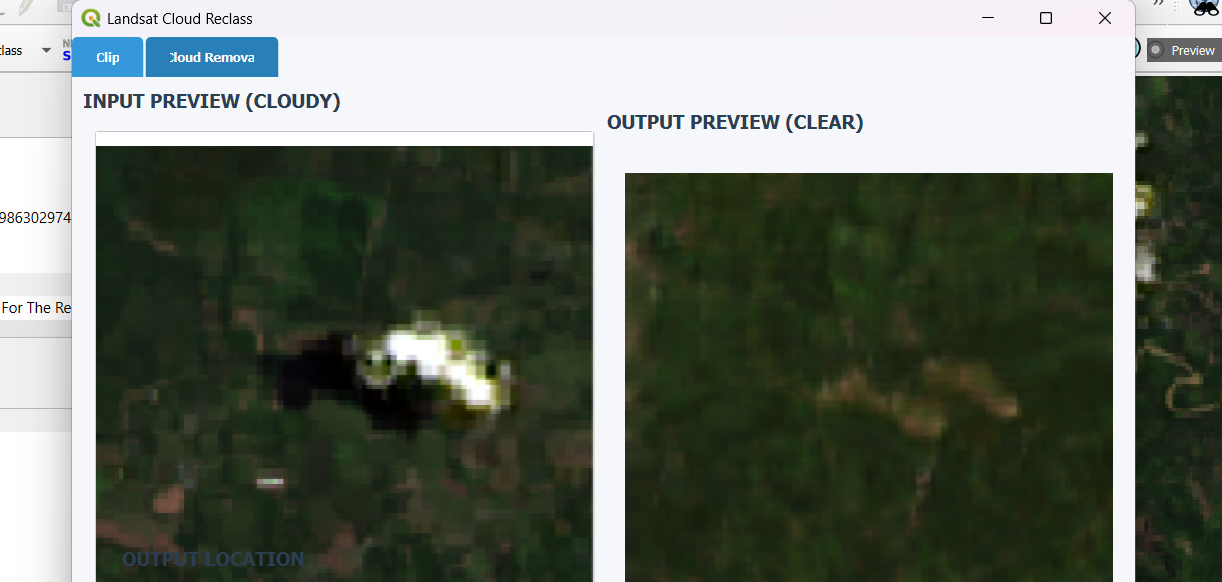 Landsat Cloud Reclass
lass
Clip
Cloud Remova
Preview
INPUT PREVIEW (CLOUDY)
OUTPUT PREVIEW (CLEAR)
986302974
For The Re
OUTPUT LOCATION